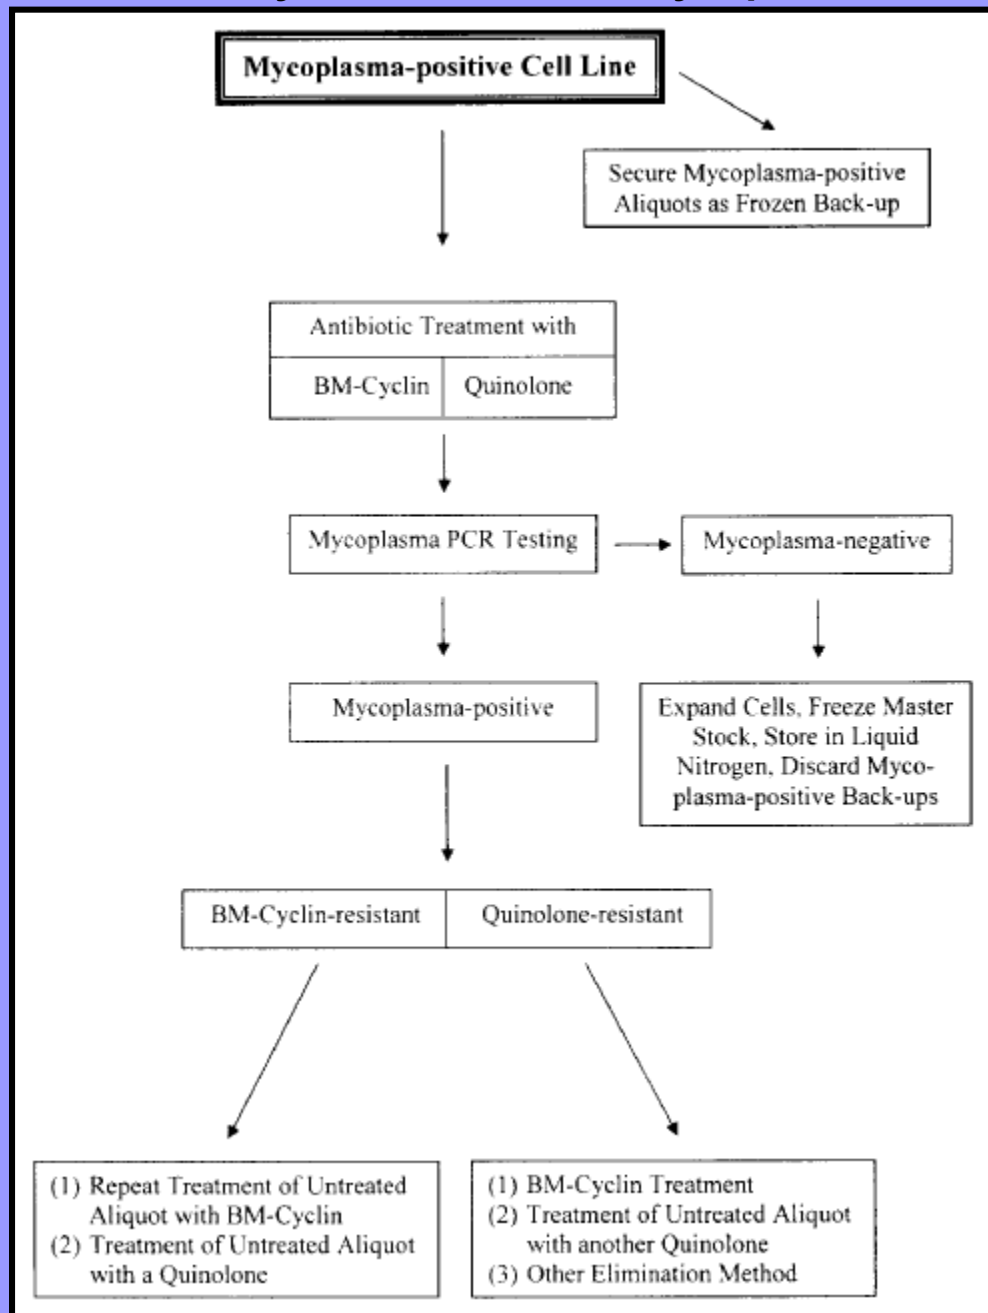 Mycoplasma-positive Cell Line
Secure Mycoplasma-positive
Aliquots as Frozen Back-up
Antibiotic Treatment with
BM-Cyclin
Quinolone
Mycoplasma PCR Testing
Mycoplasma-negative
Mycoplasma-positive
Expand Cells, Freeze Master
Stock, Store in Liquid
Nitrogen, Discard Myco-
plasma-positive Back-ups
BM-Cyclin-resistant
Quinolone-resistant
(1) Repeat Treatment of Untreated
Aliquot with BM-Cyclin
(2) Treatment of Untreated Aliquot
with a Quinolone
(1) BM-Cyclin Treatment
(2) Treatment of Untreated Aliquot
with another Quinolone
(3) Other Elimination Method